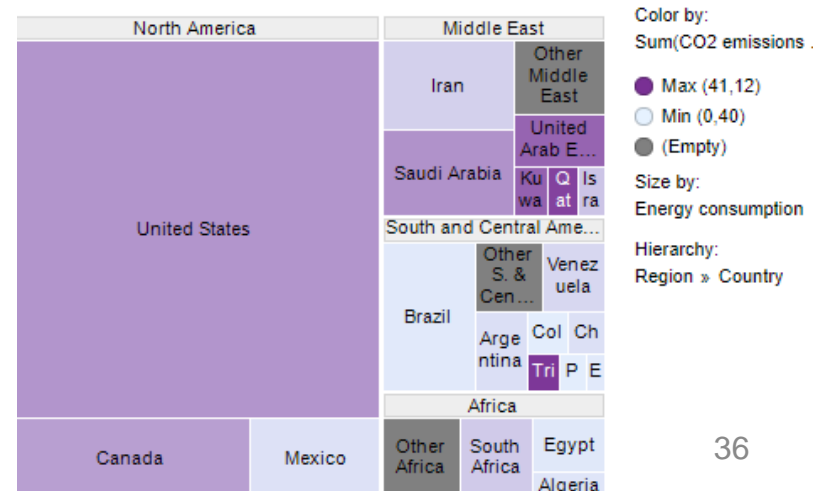 North America
United States
Canada
Mexico
Middle East
Iran
Other
Middle
East
Saudi Arabia
United
Arab E...
Ku
wa
Q
at
Is
ra
South and Central Ame...
Brazil
Other
S. &
Cen...
Venez
uela
Arge
ntina
Col
Ch
Tri
P
E
Africa
Other
Africa
South
Africa
Egypt
Algeria
Color by:
Sum(CO2 emissions .
Max (41,12)
Min (0,40)
(Empty)
Size by:
Energy consumption
Hierarchy:
Region » Country
36